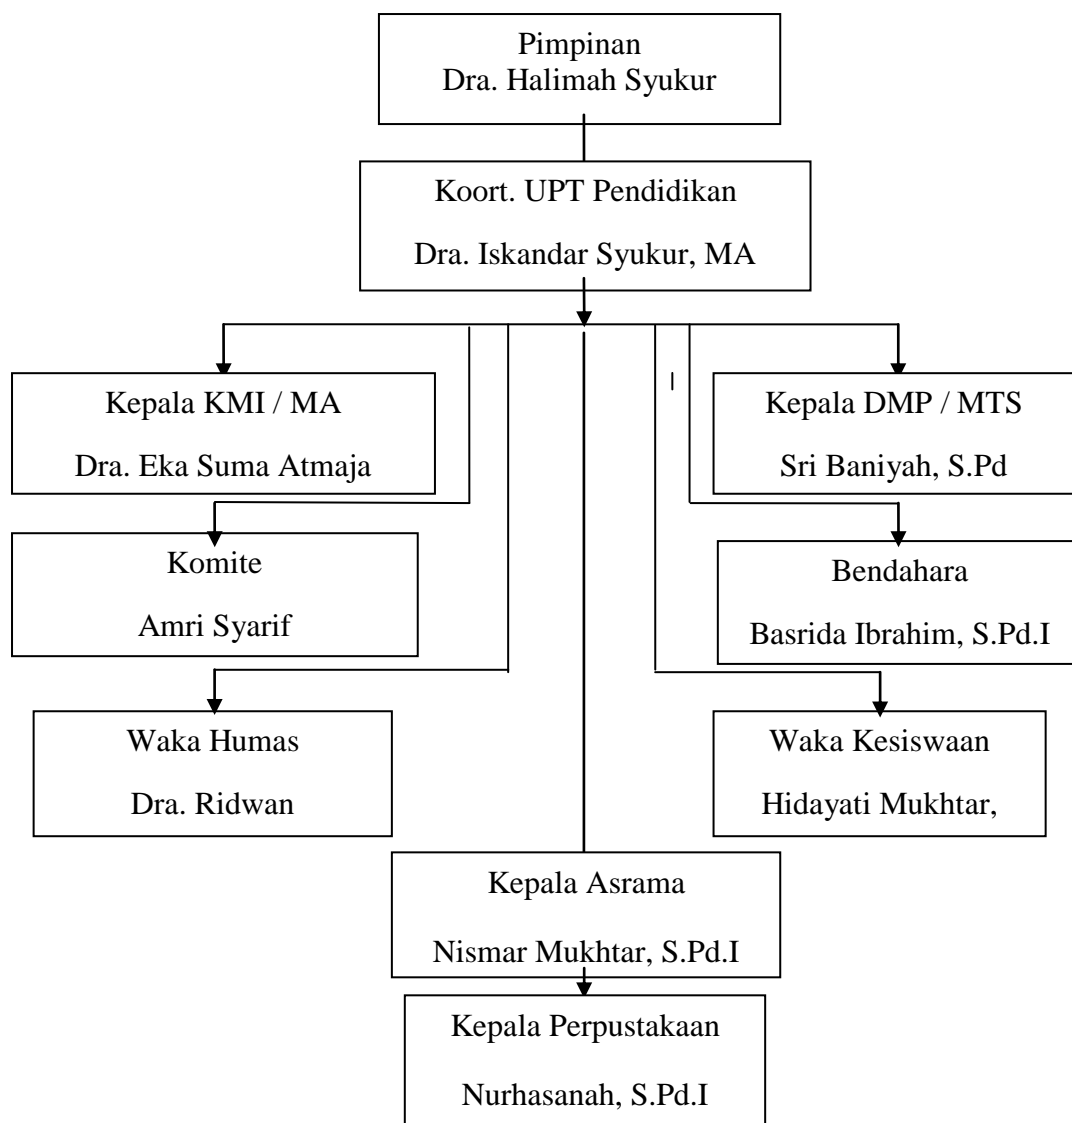 Pimpinan
Dra. Halimah Syukur
Koort. UPT Pendidikan
Dra. Iskandar Syukur, MA
Kepala KMI / MA
Dra. Eka Suma Atmaja
Kepala DMP / MTS
Sri Baniyah, S.Pd
Komite
Amri Syarif
Bendahara
Basrida Ibrahim, S.Pd.I
Waka Humas
Dra. Ridwan
Waka Kesiswaan
Hidayati Mukhtar,
Kepala Asrama
Nismar Mukhtar, S.Pd.I
Kepala Perpustakaan
Nurhasanah, S.Pd.I